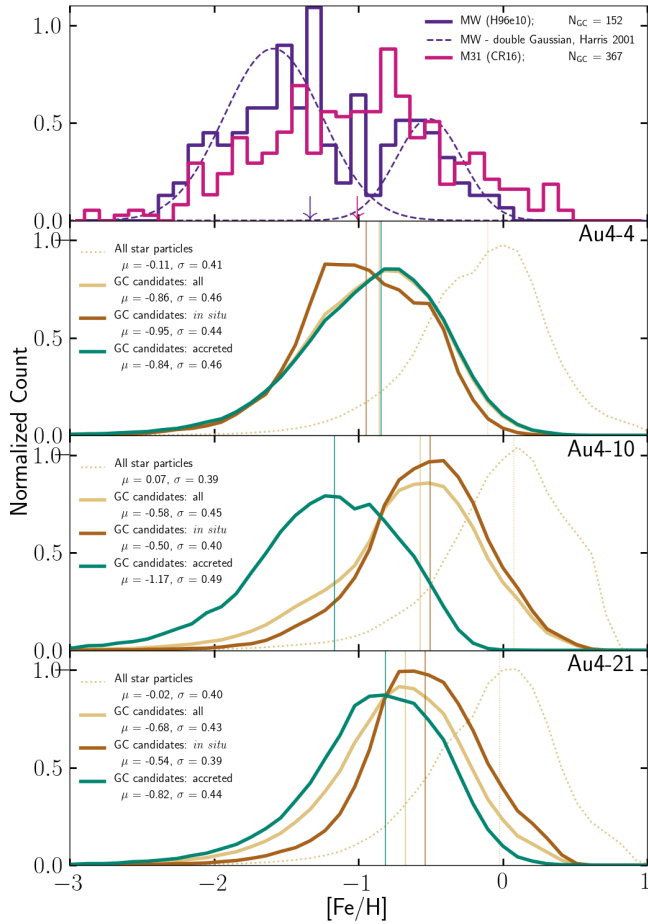 MW (H96e10); N_GC = 152
MW - double Gaussian, Harris 2001
M31 (CR16); N_GC = 367
1.0
0.5
0.0
Au4-4
1.0
All star particles
μ = -0.11, σ = 0.41
GC candidates: all
μ = -0.86, σ = 0.46
GC candidates: in situ
μ = -0.95, σ = 0.44
GC candidates: accreted
μ = -0.84, σ = 0.46
0.5
0.0
Au4-10
1.0
All star particles
μ = 0.07, σ = 0.39
GC candidates: all
μ = -0.58, σ = 0.45
GC candidates: in situ
μ = -0.50, σ = 0.40
GC candidates: accreted
μ = -1.17, σ = 0.49
0.5
0.0
Au4-21
1.0
All star particles
μ = -0.02, σ = 0.40
GC candidates: all
μ = -0.68, σ = 0.43
GC candidates: in situ
μ = -0.54, σ = 0.39
GC candidates: accreted
μ = -0.82, σ = 0.44
0.5
0.0
Normalized Count
−3 −2 −1 0 1
[Fe/H]